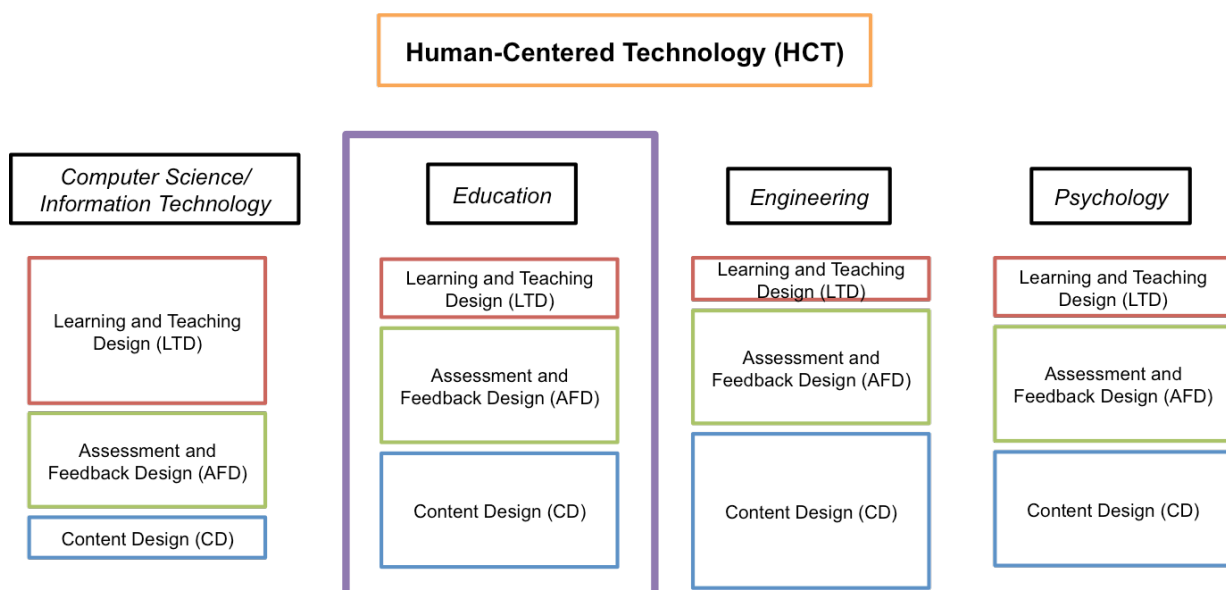 Human-Centered Technology (HCT)
Computer Science/
Information Technology
Learning and Teaching
Design (LTD)
Assessment and
Feedback Design (AFD)
Content Design (CD)
Education
Learning and Teaching
Design (LTD)
Assessment and
Feedback Design (AFD)
Content Design (CD)
Engineering
Learning and Teaching
Design (LTD)
Assessment and
Feedback Design (AFD)
Content Design (CD)
Psychology
Learning and Teaching
Design (LTD)
Assessment and
Feedback Design (AFD)
Content Design (CD)